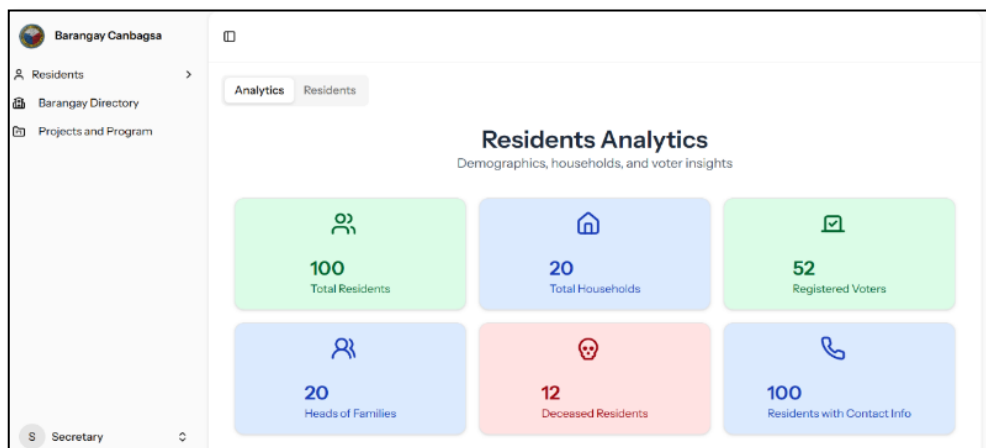 Barangay Canbagsa
Residents
Barangay Directory
Projects and Program
S Secretary
Analytics Residents
Residents Analytics
Demographics, households, and voter insights
100
Total Residents
20
Total Households
52
Registered Voters
20
Heads of Families
12
Deceased Residents
100
Residents with Contact Info